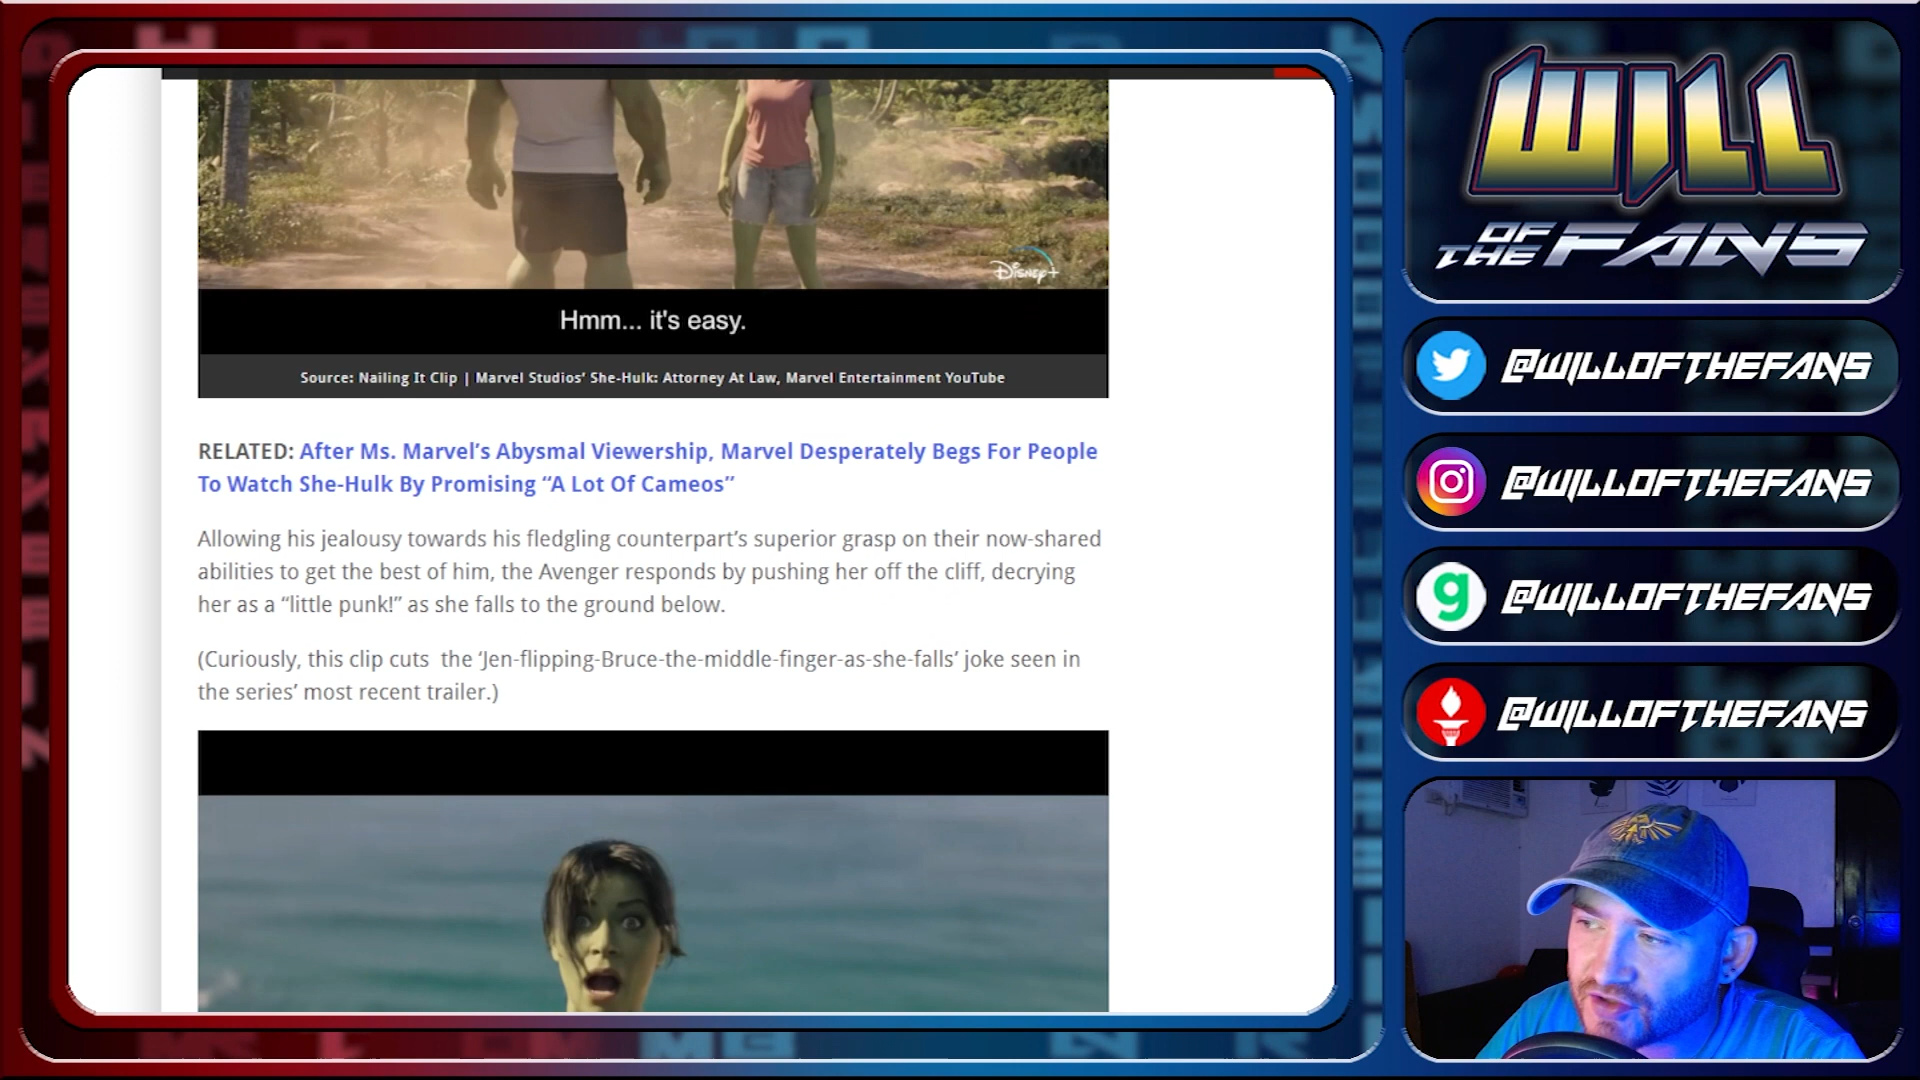 Disney+
Hmm... it's easy.
Source: Nailing It Clip | Marvel Studios' She-Hulk: Attorney At Law, Marvel Entertainment YouTube
RELATED: After Ms. Marvel's Abysmal Viewership, Marvel Desperately Begs For People
To Watch She-Hulk By Promising “A Lot Of Cameos”
Allowing his jealousy towards his fledgling counterpart's superior grasp on their now-shared
abilities to get the best of him, the Avenger responds by pushing her off the cliff, decrying
her as a “little punk!” as she falls to the ground below.
(Curiously, this clip cuts the ‘Jen-flipping-Bruce-the-middle-finger-as-she-falls’ joke seen in
the series’ most recent trailer.)
WILL
OF THE FANS
@WILLOFTHEFANS
@WILLOFTHEFANS
g @WILLOFTHEFANS
@WILLOFTHEFANS